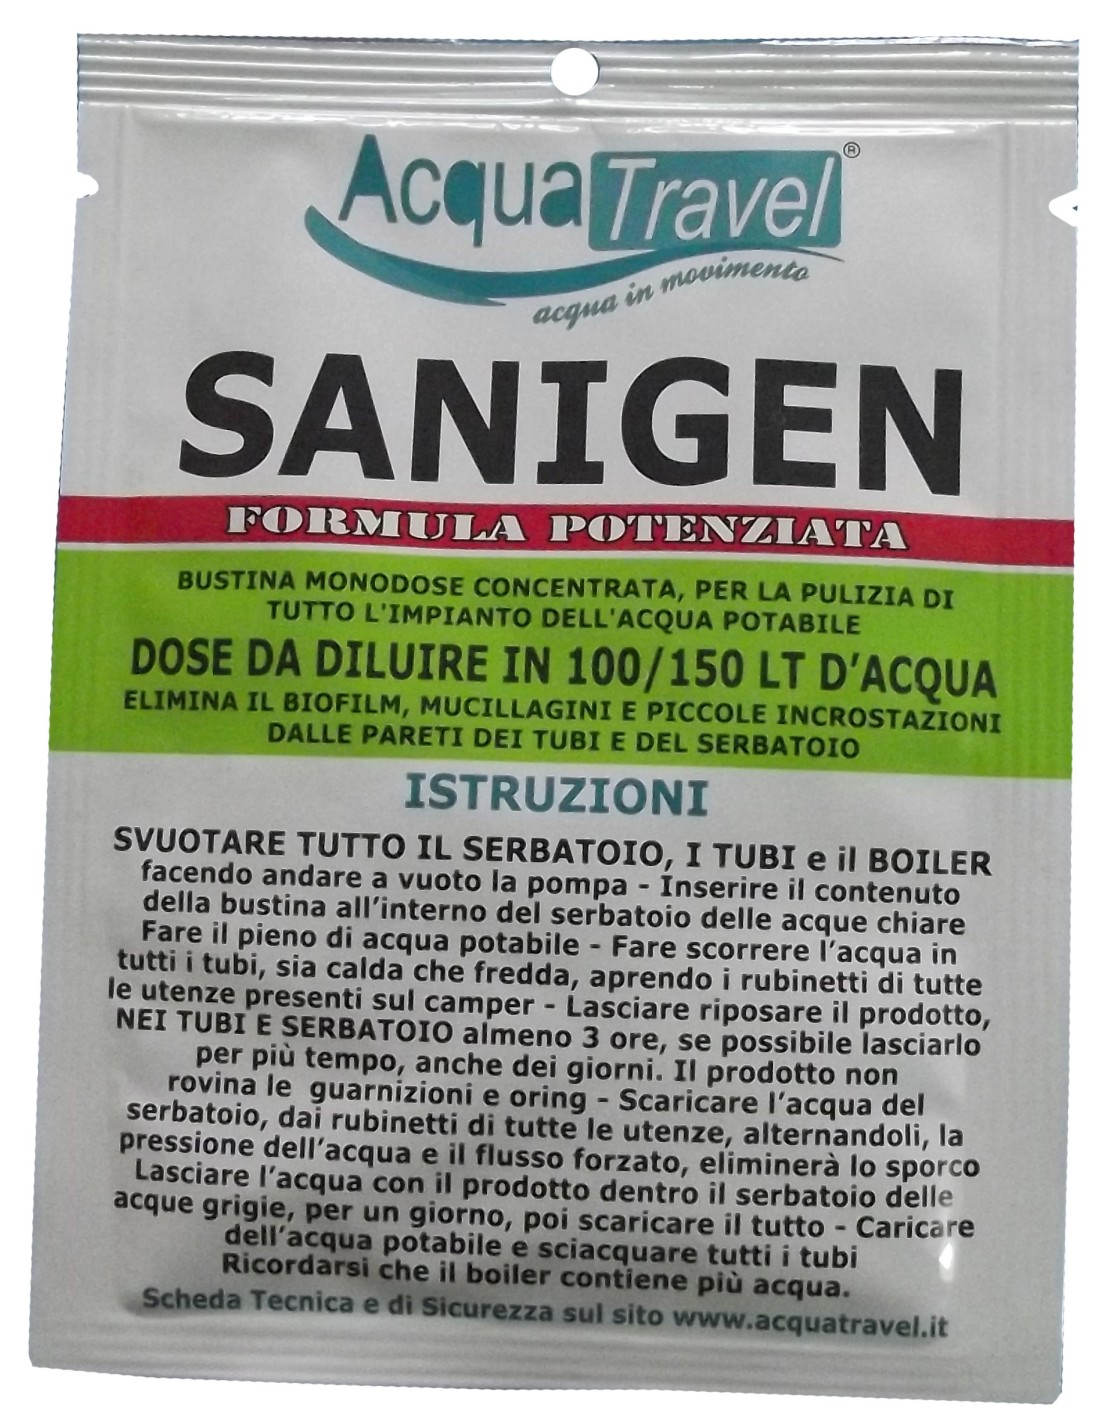 Acqua Travel ®
acqua in movimento
SANIGEN
FORMULA POTENZIATA
BUSTINA MONODOSE CONCENTRATA, PER LA PULIZIA DI
TUTTO L'IMPIANTO DELL'ACQUA POTABILE
DOSE DA DILUIRE IN 100/150 LT D'ACQUA
ELIMINA IL BIOFILM, MUCILLAGINI E PICCOLE INCROSTAZIONI
DALLE PARETI DEI TUBI E DEL SERBATOIO
ISTRUZIONI
SVUOTARE TUTTO IL SERBATOIO, I TUBI e il BOILER
facendo andare a vuoto la pompa - Inserire il contenuto
della bustina all'interno del serbatoio delle acque chiare
Fare il pieno di acqua potabile - Fare scorrere l'acqua in
tutti i tubi, sia calda che fredda, aprendo i rubinetti di tutte
le utenze presenti sul camper - Lasciare riposare il prodotto,
NEI TUBI E SERBATOIO almeno 3 ore, se possibile lasciarlo
per più tempo, anche dei giorni. Il prodotto non
rovina le guarnizioni e oring - Scaricare l'acqua del
serbatoio, dai rubinetti di tutte le utenze, alternandoli, la
pressione dell'acqua e il flusso forzato, eliminerà lo sporco
Lasciare l'acqua con il prodotto dentro il serbatoio delle
acque grigie, per un giorno, poi scaricare il tutto - Caricare
dell'acqua potabile e sciacquare tutti i tubi
Ricordarsi che il boiler contiene più acqua.
Scheda Tecnica e di Sicurezza sul sito www.acquatravel.it